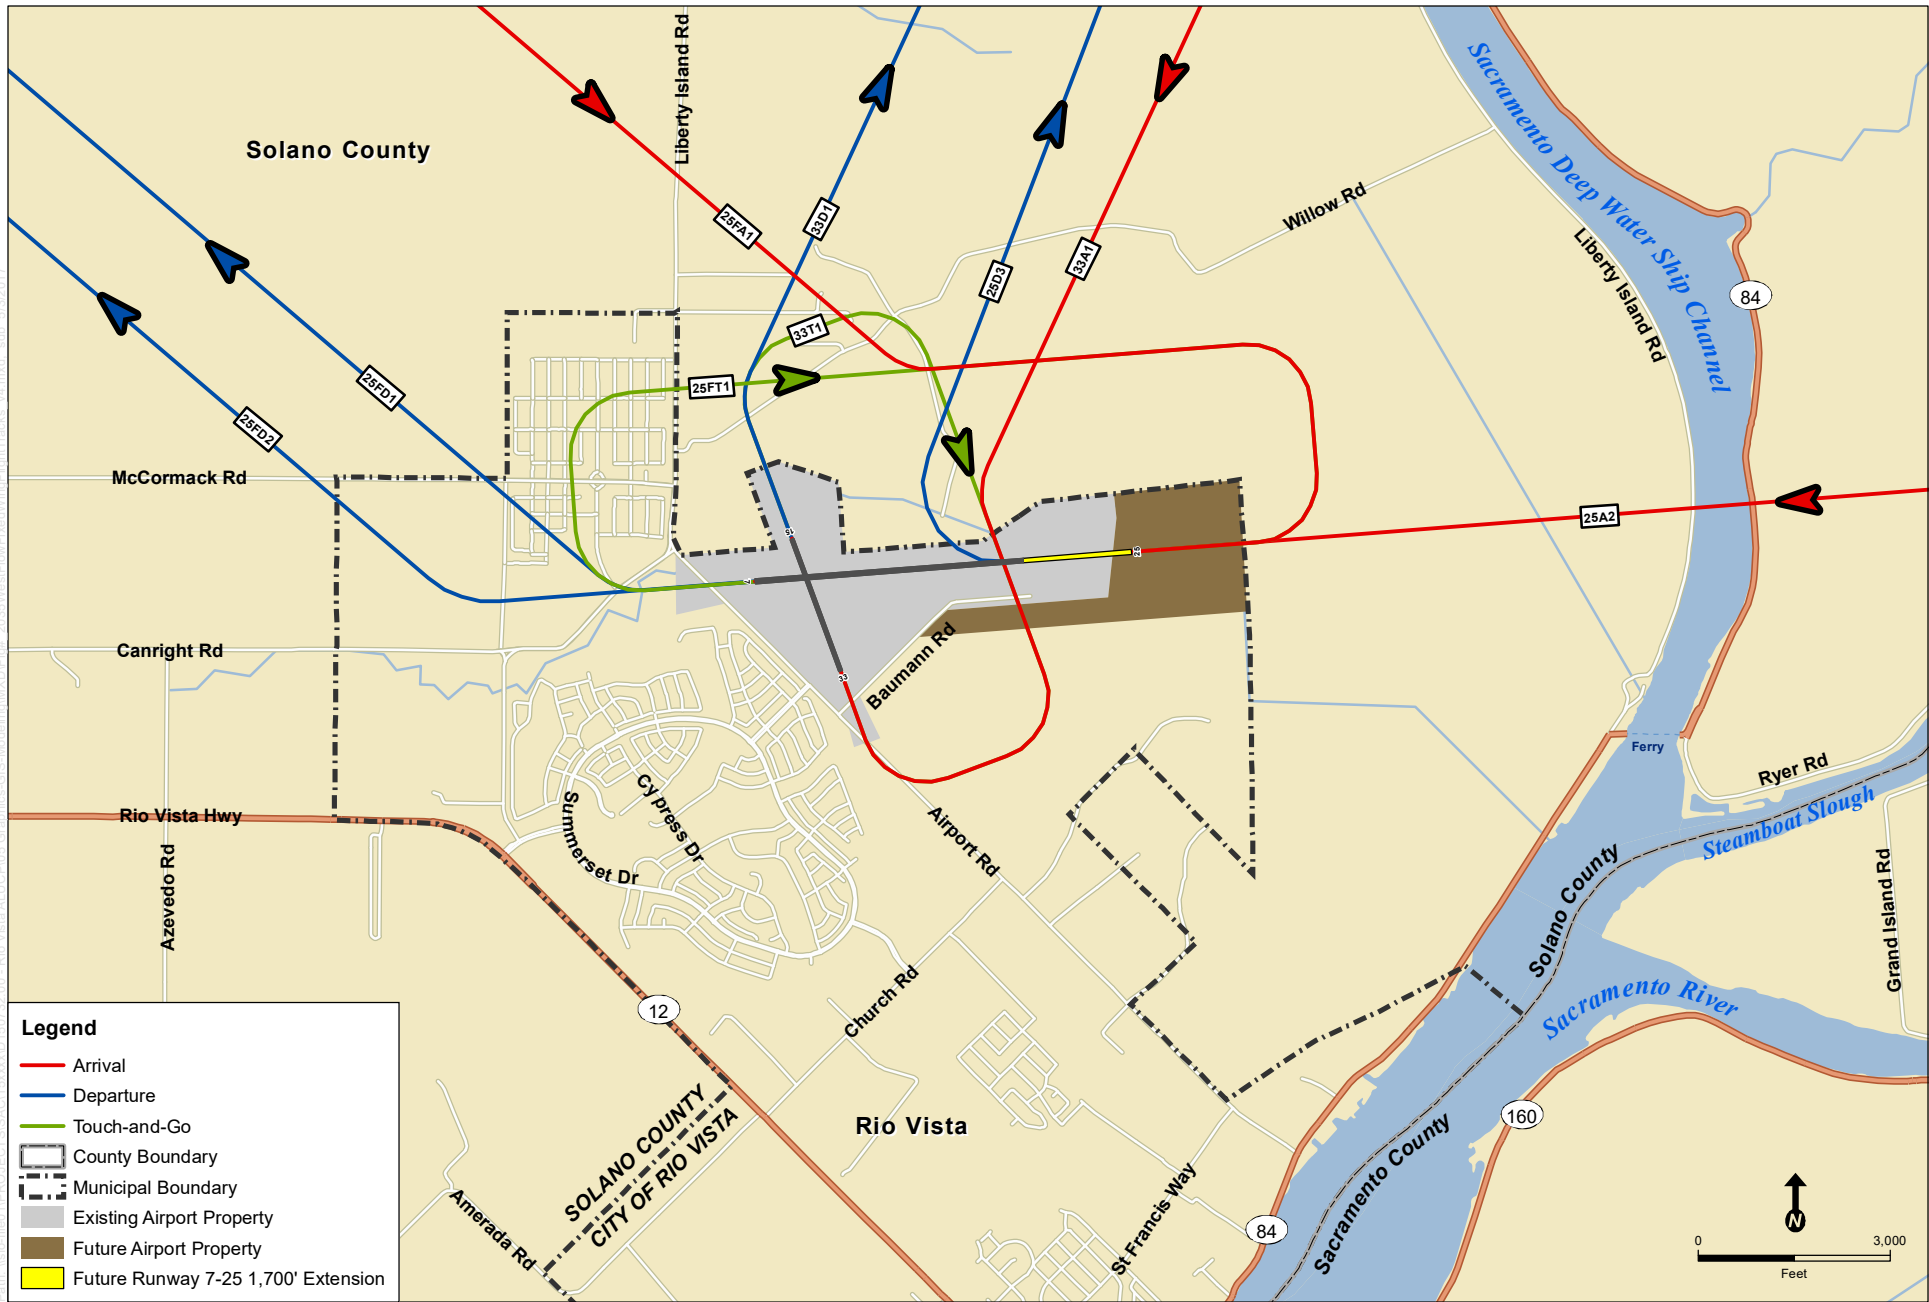 Solano County
Liberty Island Rd
25FA1
33D1
25D3
33A1
Willow Rd
Sacramento Deep Water Ship Channel
Liberty Island Rd
84
33T1
25FT1
25FD1
25FD2
McCormack Rd
25A2
15
7
25
33
Canright Rd
Baumann Rd
Ferry
Ryer Rd
Steamboat Slough
Rio Vista Hwy
Azevedo Rd
Summerset Dr
Cypress Dr
Airport Rd
Solano County
Grand Island Rd
Church Rd
12
Sacramento River
160
Rio Vista
SOLANO COUNTY
CITY OF RIO VISTA
Amerada Rd
St Francis Way
84
Sacramento County
Legend
Arrival
Departure
Touch-and-Go
County Boundary
Municipal Boundary
Existing Airport Property
Future Airport Property
Future Runway 7-25 1,700' Extension
N
0 3,000
Feet